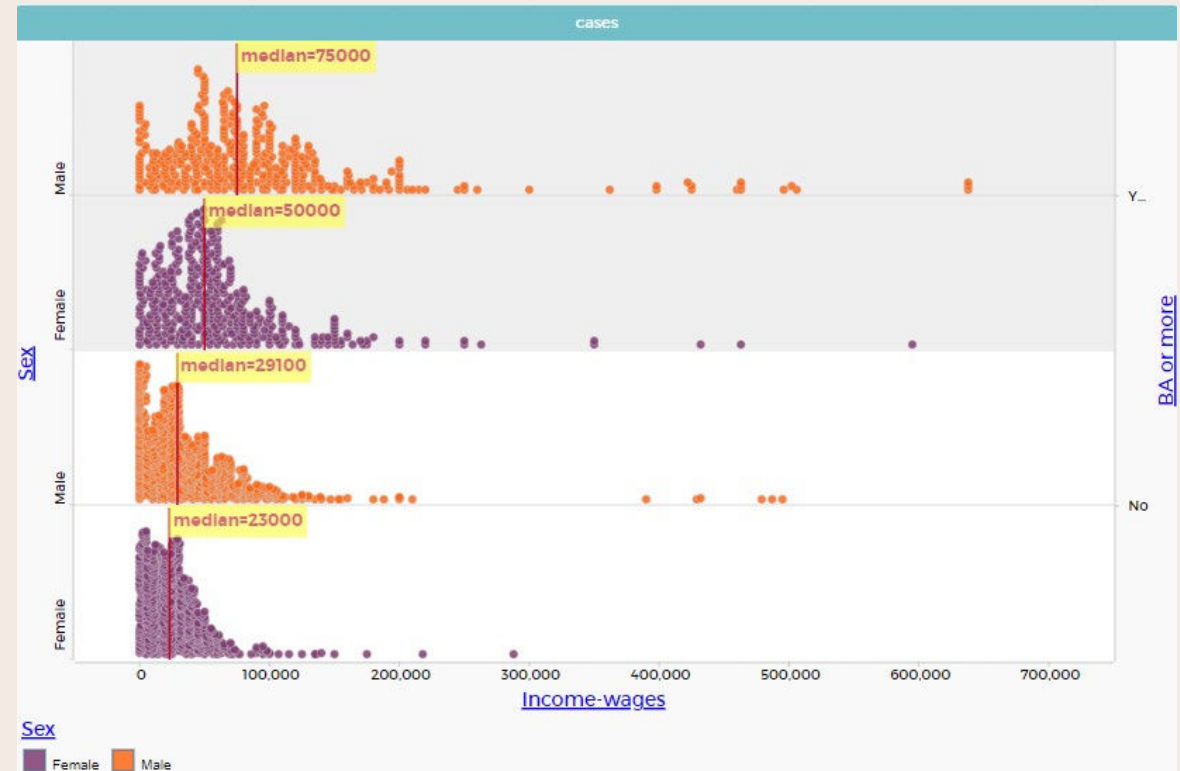 cases
median=75000
Male
Y...
median=50000
Female
Sex
BA or more
median=29100
Male
No
median=23000
Female
0 100,000 200,000 300,000 400,000 500,000 600,000 700,000
Income-wages
Sex
Female Male